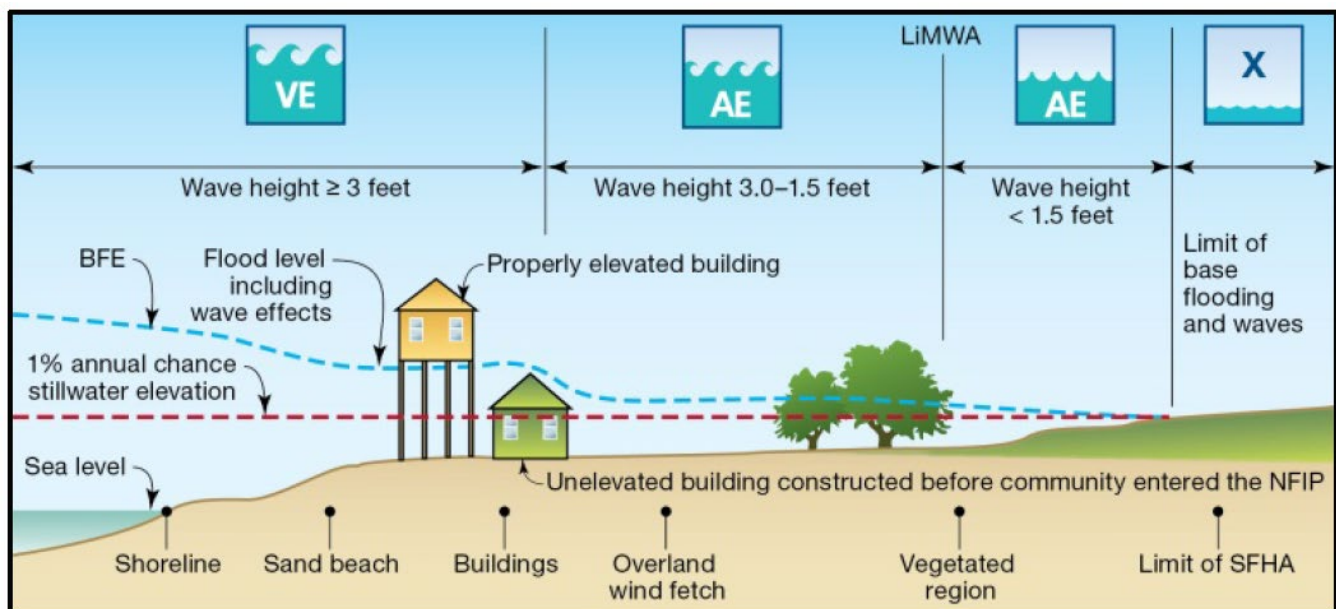 LiMWA
VE
AE
AE
X
Wave height ≥ 3 feet
Wave height 3.0–1.5 feet
Wave height
< 1.5 feet
BFE
Flood level
including
wave effects
Properly elevated building
Limit of
base
flooding
and waves
1% annual chance
stillwater elevation
Sea level
Unelevated building constructed before community entered the NFIP
Shoreline
Sand beach
Buildings
Overland
wind fetch
Vegetated
region
Limit of SFHA